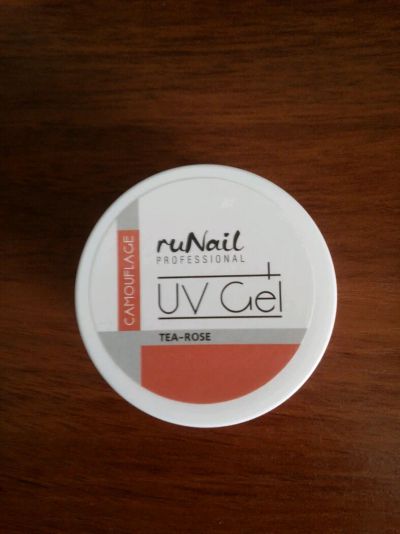 ruNail
PROFESSIONAL
UV Gel
CAMOUFLAGE
TEA-ROSE